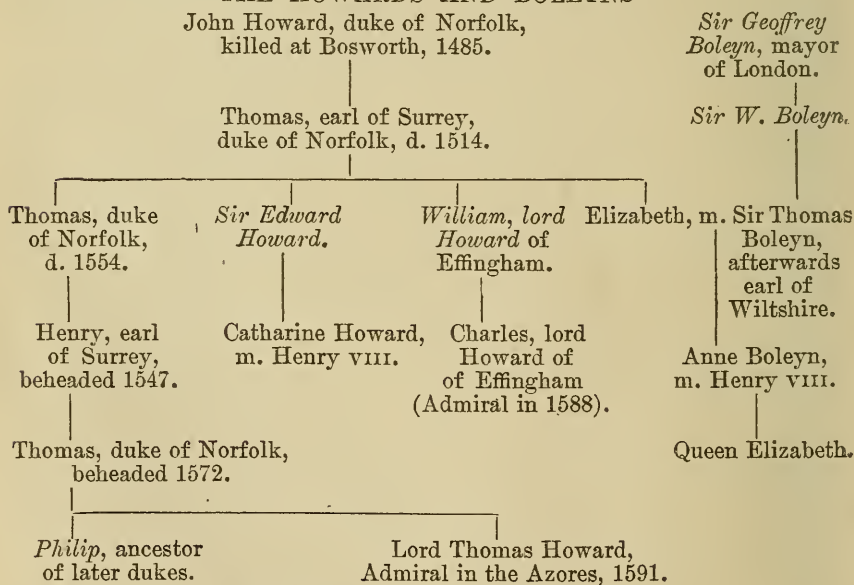 THE HOWARDS AND BOLEYNS
John Howard, duke of Norfolk,
killed at Bosworth, 1485.
Sir Geoffrey
Boleyn, mayor
of London.
Thomas, earl of Surrey,
duke of Norfolk, d. 1514.
Sir W. Boleyn.
Thomas, duke
of Norfolk,
d. 1554.
Sir Edward
Howard.
William, lord
Howard of
Effingham.
Elizabeth, m. Sir Thomas
Boleyn,
afterwards
earl of
Wiltshire.
Henry, earl
of Surrey,
beheaded 1547.
Catharine Howard,
m. Henry VIII.
Charles, lord
Howard of
of Effingham
(Admiral in 1588).
Anne Boleyn,
m. Henry VIII.
Thomas, duke of Norfolk,
beheaded 1572.
Queen Elizabeth.
Philip, ancestor
of later dukes.
Lord Thomas Howard,
Admiral in the Azores, 1591.